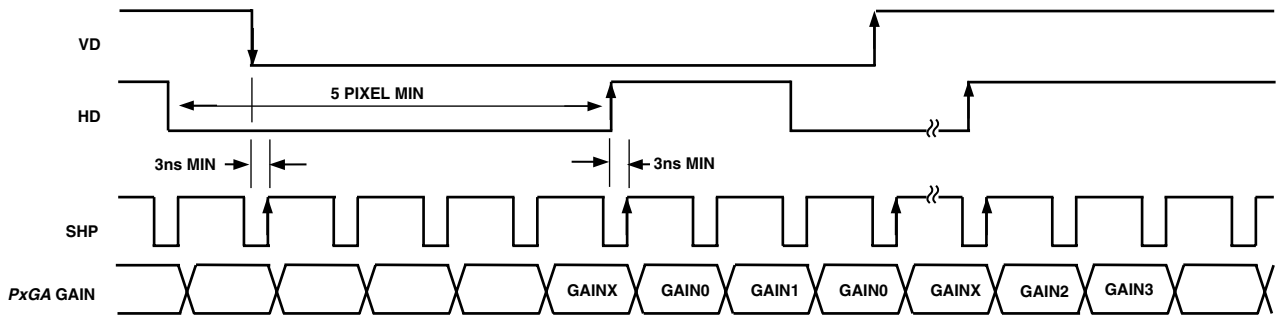 VD
5 PIXEL MIN
HD
3ns MIN
3ns MIN
SHP
PxGA GAIN
GAINX
GAIN0
GAIN1
GAIN0
GAINX
GAIN2
GAIN3